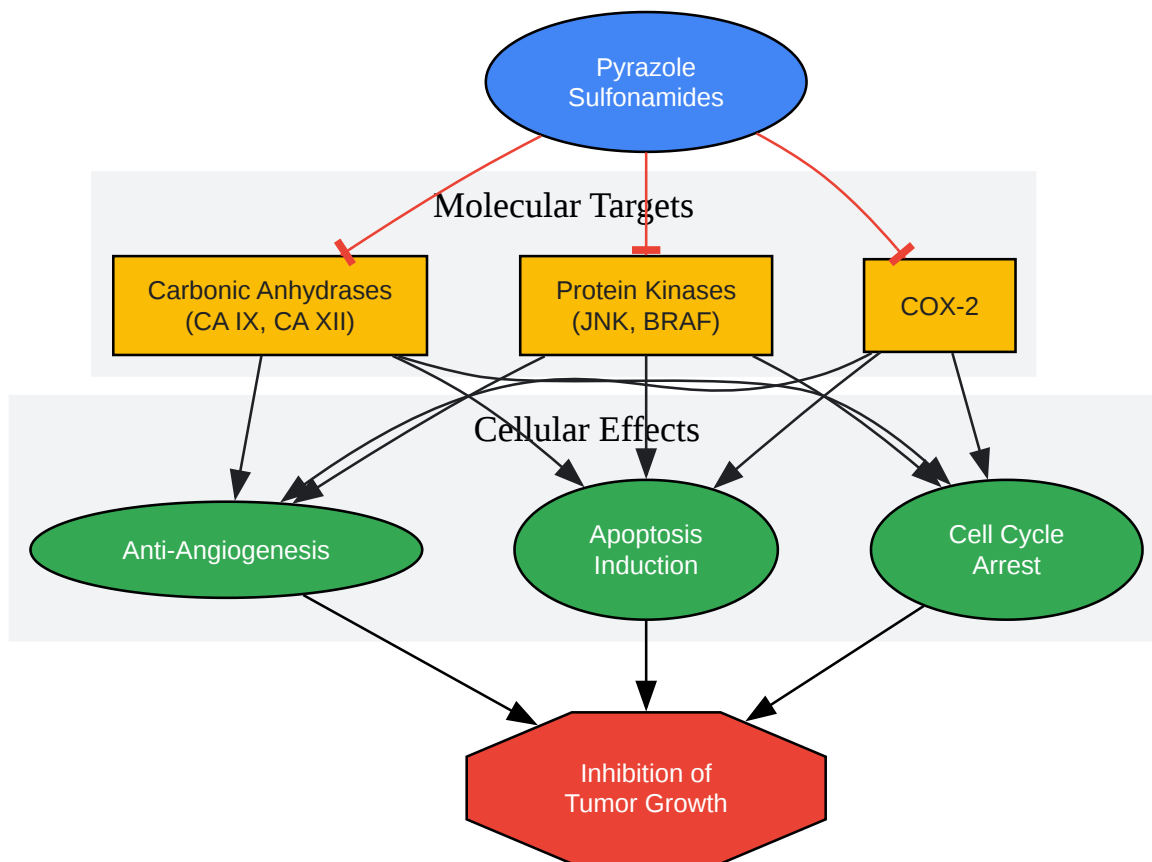 Pyrazole
Sulfonamides
Molecular Targets
Carbonic Anhydrases
(CA IX, CA XII)
Protein Kinases
(JNK, BRAF)
COX-2
Cellular Effects
Anti-Angiogenesis
Apoptosis
Induction
Cell Cycle
Arrest
Inhibition of
Tumor Growth